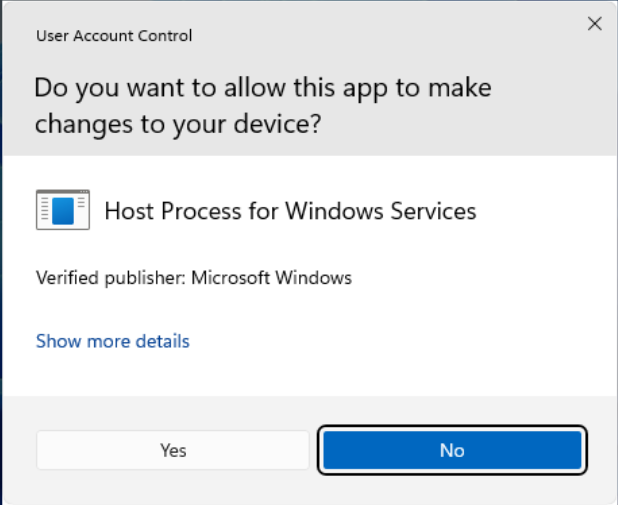 User Account Control
Do you want to allow this app to make
changes to your device?
Host Process for Windows Services
Verified publisher: Microsoft Windows
Show more details
Yes
No